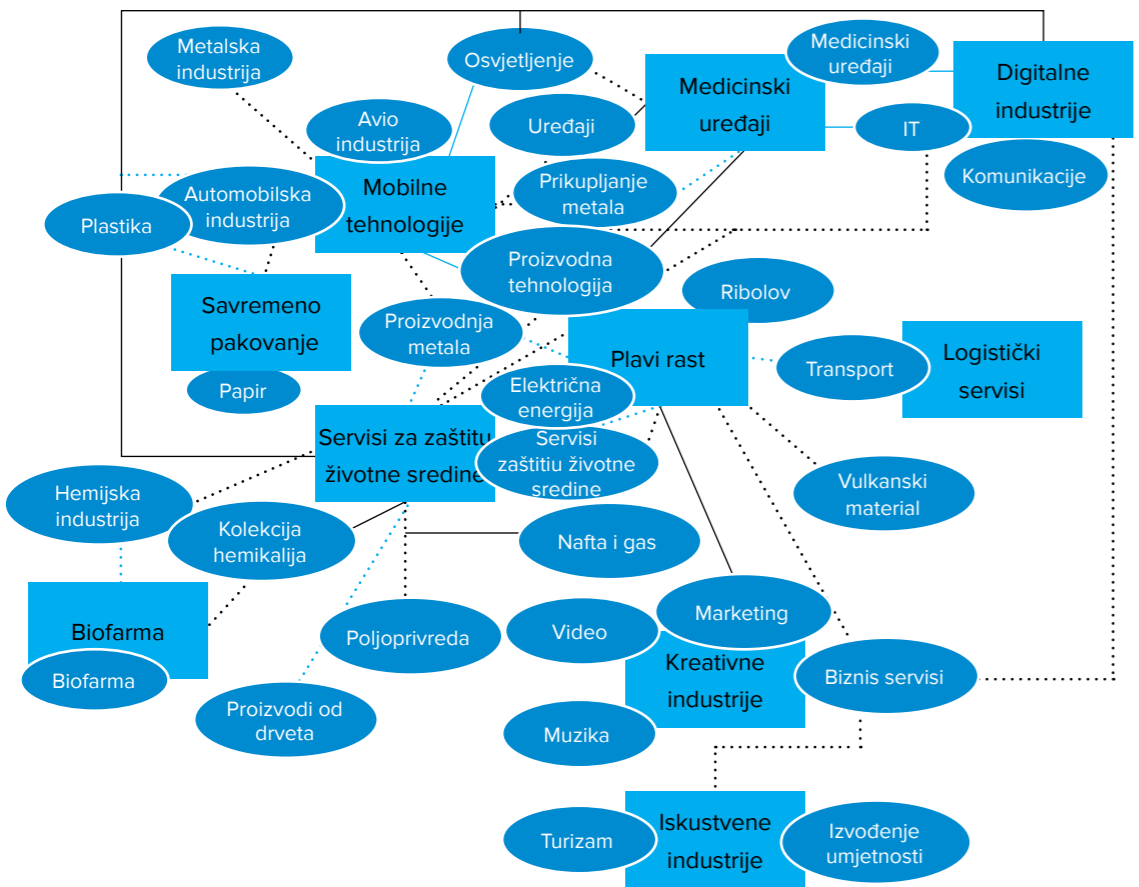 Metalska
industrija
Osvjetljenje
Medicinski
uređaji
Medicinski
uređaji
Digalne
industrije
Avio
industrija
Uređaji
IT
Komunikacije
Mobilne
tehnologije
Prikupljanje
metala
Automobilska
industrija
Plastika
Proizvodna
tehnologija
Ribolov
Savremeno
pakovanje
Papir
Proizvodnja
metala
Plavi rast
Transport
Logistički
servisi
Električna
energija
Servisi za zaštitu
životne sredine
Servisi
zaštitiu životne
sredine
Vulkanski
material
Hemijska
industrija
Kolekcija
hemikalija
Nafta i gas
Biofarma
Biofarma
Poljoprivreda
Proizvodi od
drveta
Video
Marketing
Kreativne
industrije
Biznis servisi
Muzika
Turizam
Iskustvene
industrije
Izvođenje
umjetnosti